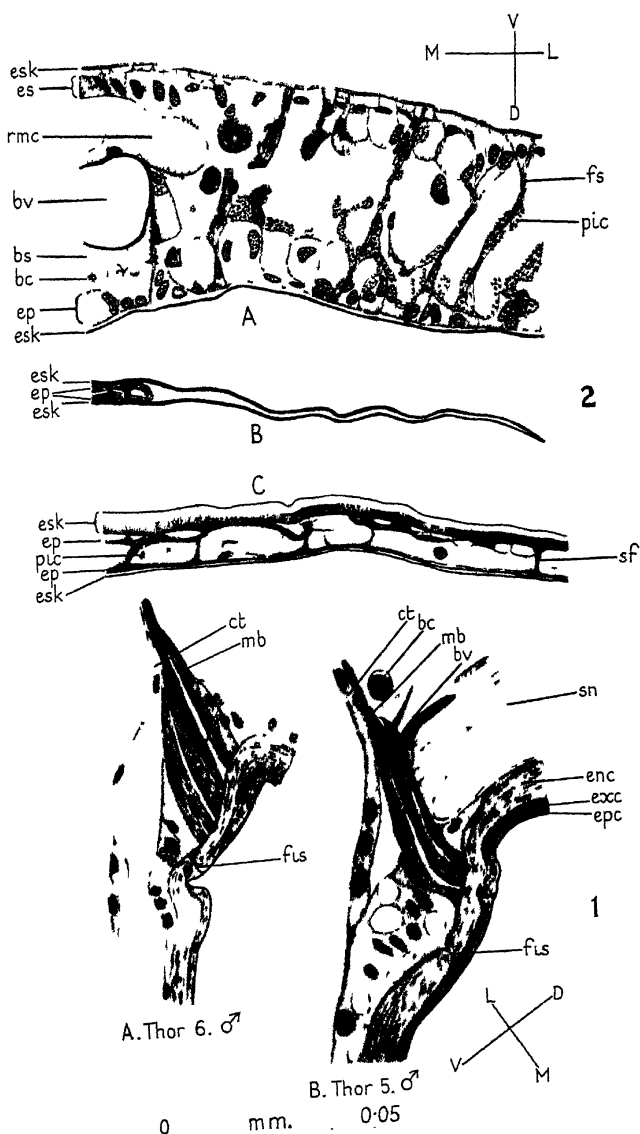 V
M L
D
esk
es
rmc
bv
bs
bc
ep
esk
fs
pic
A
esk
ep
esk
B
2
C
esk
ep
pic
ep
esk
sf
ct
mb
fus
A. Thor 6. ♂
ct
bc
mb
bv
sn
enc
exc
epc
1
fus
L D
V M
B. Thor 5. ♂
0 mm. 0·05